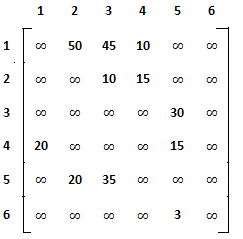 1 2 3 4 5 6
1 ∞ 50 45 10 ∞ ∞
2 ∞ ∞ 10 15 ∞ ∞
3 ∞ ∞ ∞ ∞ 30 ∞
4 20 ∞ ∞ ∞ 15 ∞
5 ∞ 20 35 ∞ ∞ ∞
6 ∞ ∞ ∞ ∞ 3 ∞